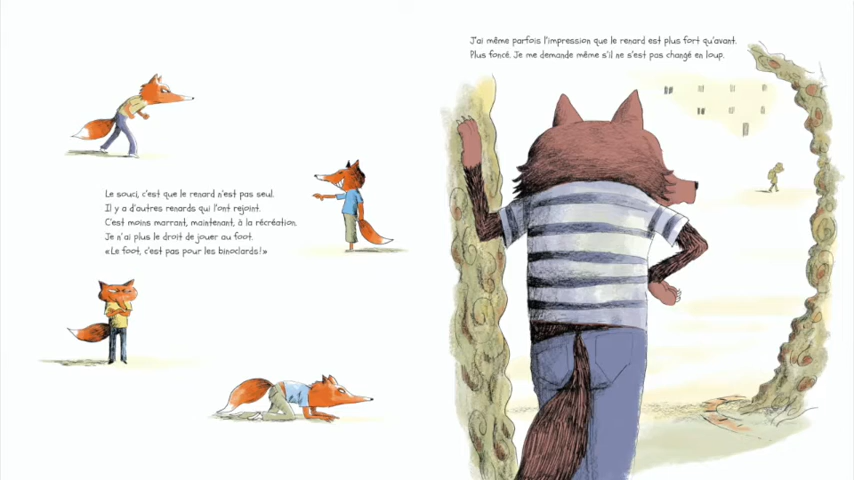 Le souci, c'est que le renard n'est pas seul.
Il y a d'autres renards qui l'ont rejoint.
C'est moins marrant, maintenant, à la récréation.
Je n'ai plus le droit de jouer au foot.
«Le foot, c'est pas pour les binoclards!»
J'ai même parfois l'impression que le renard est plus fort qu'avant.
Plus foncé. Je me demande même s'il ne s'est pas changé en loup.